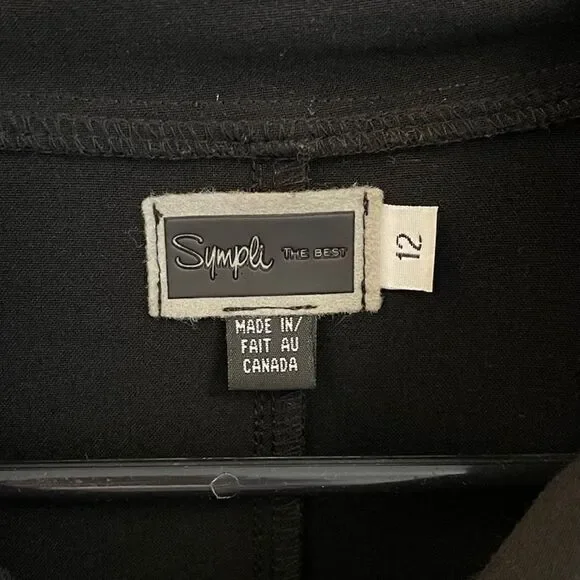 Sympli THE BEST
12
MADE IN/
FAIT AU
CANADA